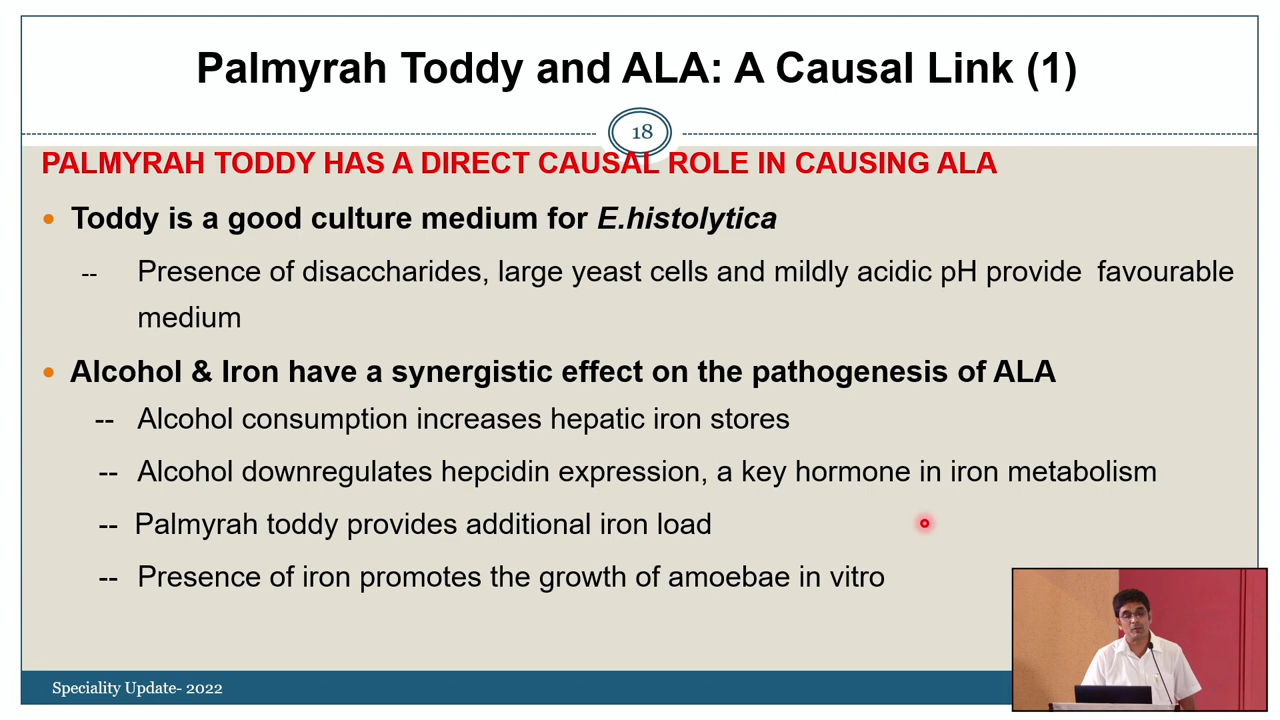 Palmyrah Toddy and ALA: A Causal Link (1)
18
PALMYRAH TODDY HAS A DIRECT CAUSAL ROLE IN CAUSING ALA
• Toddy is a good culture medium for E.histolytica
-- Presence of disaccharides, large yeast cells and mildly acidic pH provide favourable
medium
• Alcohol & Iron have a synergistic effect on the pathogenesis of ALA
-- Alcohol consumption increases hepatic iron stores
-- Alcohol downregulates hepcidin expression, a key hormone in iron metabolism
-- Palmyrah toddy provides additional iron load
-- Presence of iron promotes the growth of amoebae in vitro
Speciality Update- 2022